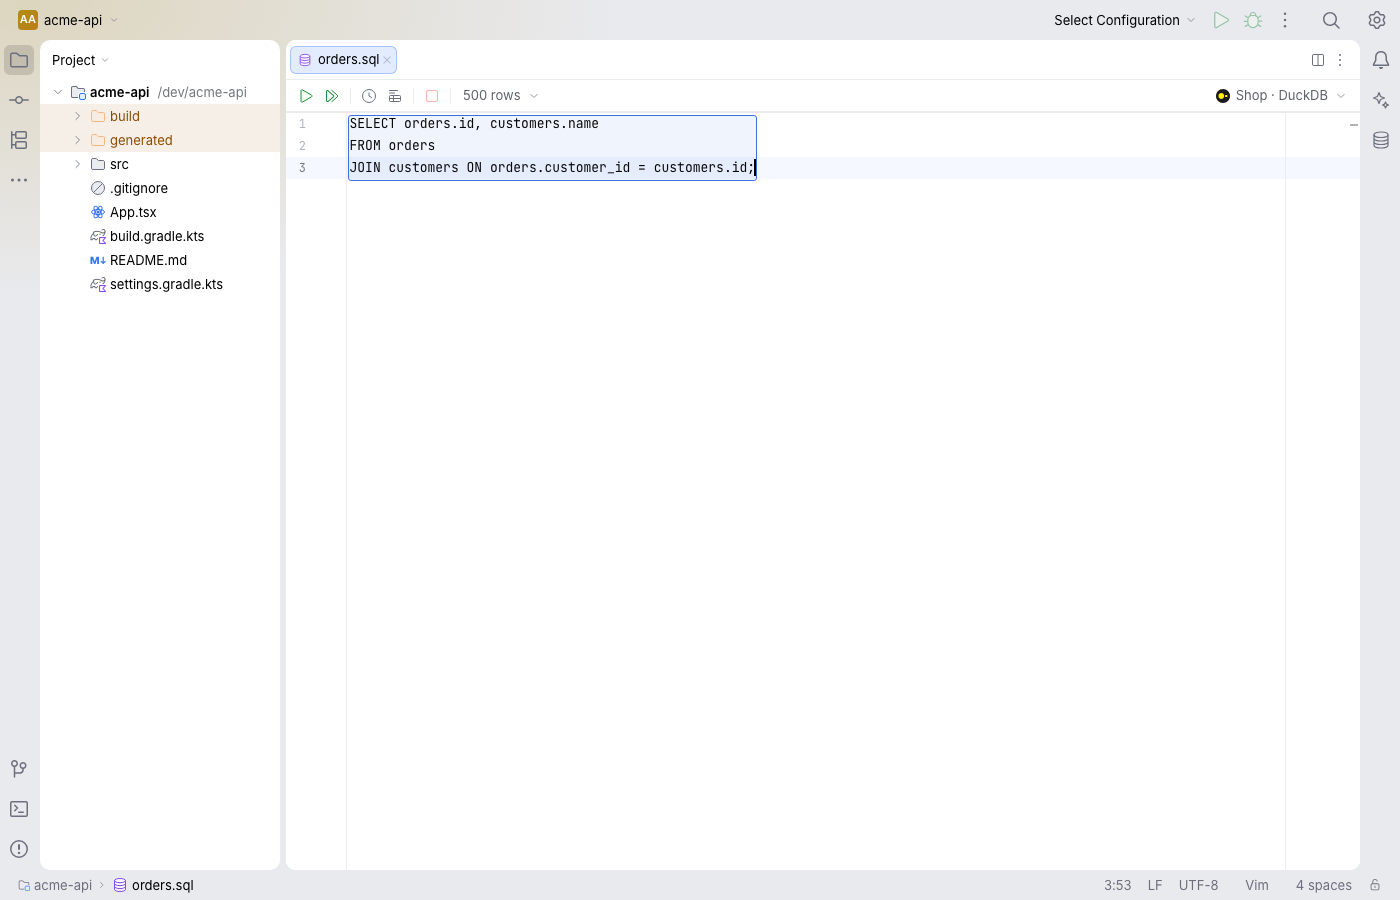 AA acme-api
Select Configuration
Project
orders.sql
acme-api /dev/acme-api
build
generated
src
.gitignore
App.tsx
build.gradle.kts
M↓ README.md
settings.gradle.kts
500 rows
Shop · DuckDB
1 SELECT orders.id, customers.name
2 FROM orders
3 JOIN customers ON orders.customer_id = customers.id;
acme-api
orders.sql
3:53 LF UTF-8 Vim 4 spaces